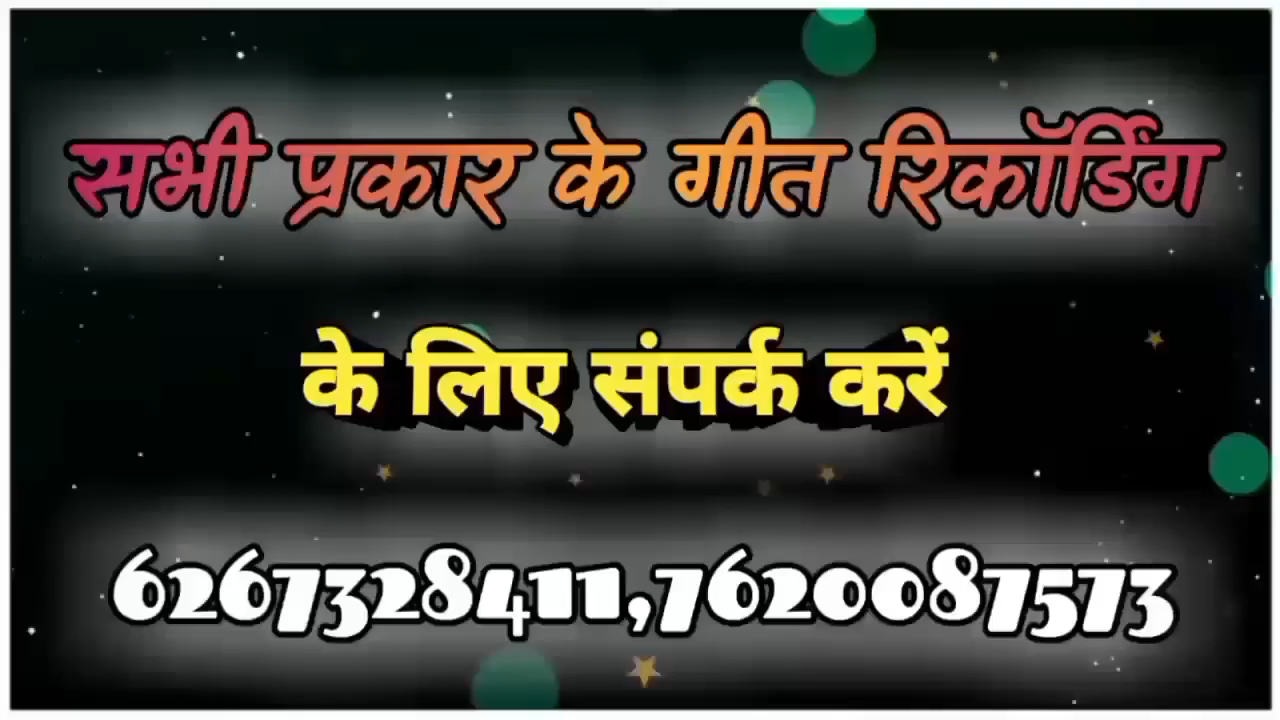 सभी प्रकार के गीत रिकॉर्डिंग
के लिए संपर्क करें
6267328411,7620087573